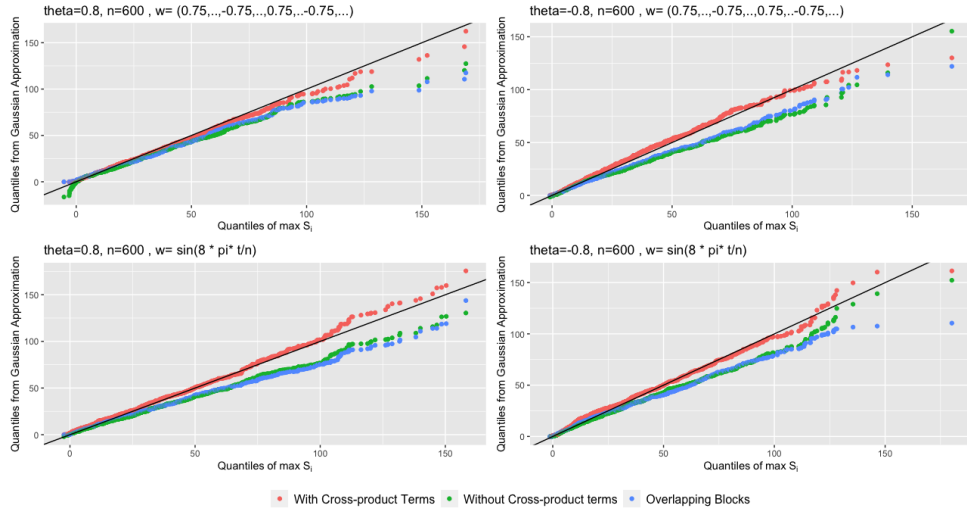 theta=0.8, n=600 , w= (0.75,..,-0.75,..,0.75,..-0.75,...)
Quantiles from Gaussian Approximation
150
100
50
0
0
50
100
150
Quantiles of max Si
theta=-0.8, n=600 , w= (0.75,..,-0.75,..,0.75,..-0.75,...)
Quantiles from Gaussian Approximation
150
100
50
0
0
50
100
150
Quantiles of max Si
theta=0.8, n=600 , w= sin(8 * pi* t/n)
Quantiles from Gaussian Approximation
150
100
50
0
0
50
100
150
Quantiles of max Si
theta=-0.8, n=600 , w= sin(8 * pi* t/n)
Quantiles from Gaussian Approximation
150
100
50
0
0
50
100
150
Quantiles of max Si
With Cross-product Terms
Without Cross-product terms
Overlapping Blocks